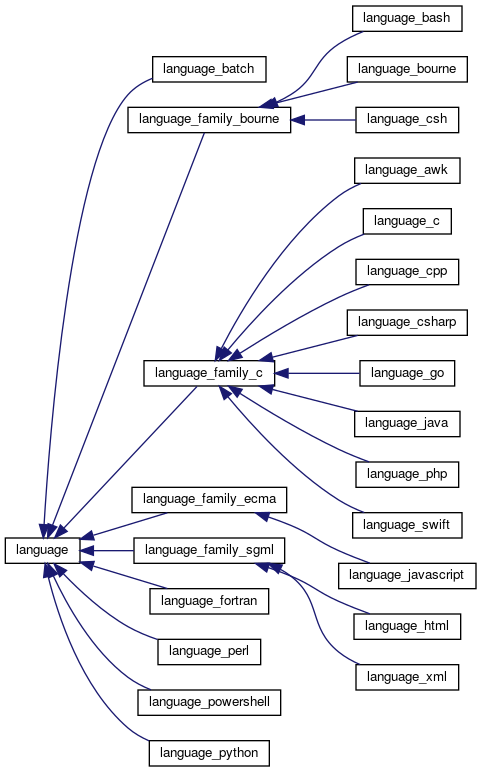 language_bash
language_batch
language_bourne
language_family_bourne
language_csh
language_awk
language_c
language_cpp
language_csharp
language_family_c
language_go
language_java
language_php
language_family_ecma
language_swift
language
language_family_sgml
language_javascript
language_fortran
language_html
language_perl
language_xml
language_powershell
language_python